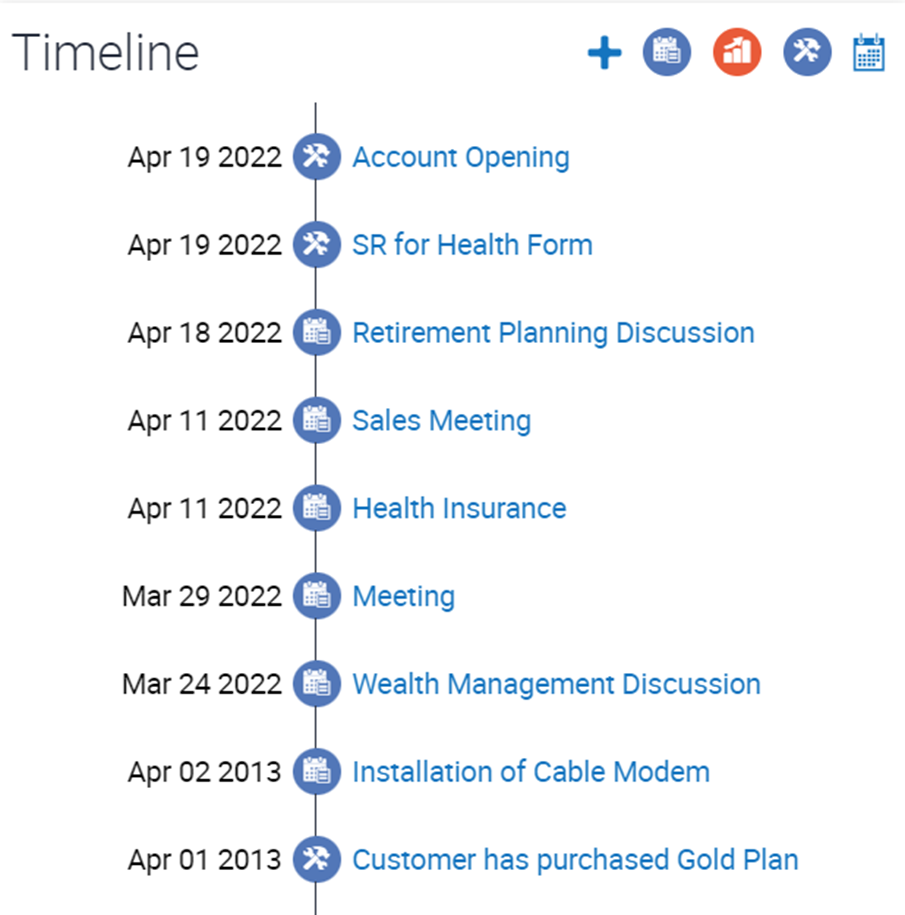 Timeline
Apr 19 2022 Account Opening
Apr 19 2022 SR for Health Form
Apr 18 2022 Retirement Planning Discussion
Apr 11 2022 Sales Meeting
Apr 11 2022 Health Insurance
Mar 29 2022 Meeting
Mar 24 2022 Wealth Management Discussion
Apr 02 2013 Installation of Cable Modem
Apr 01 2013 Customer has purchased Gold Plan